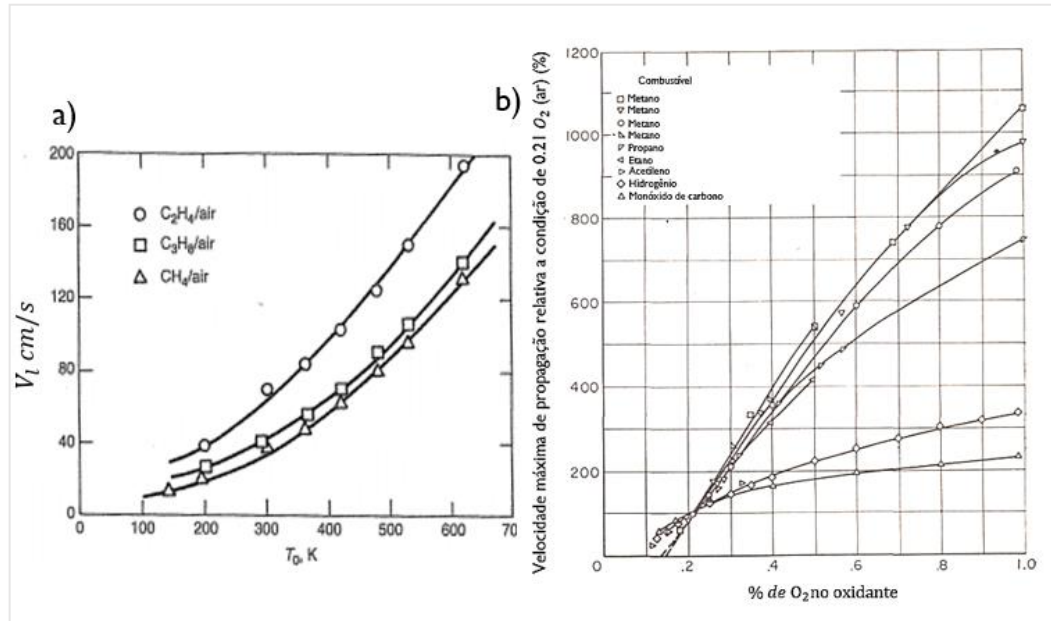 a)
200
160
120
80
40
0
V_l cm/s
C₂H₄/air
C₃H₈/air
CH₄/air
0 100 200 300 400 500 600 70
T₀, K
b)
Velocidade máxima de propagação relativa a condição de 0.21 O₂ (ar) (%)
1200
1000
800
600
400
200
0
Combustível
Metano
Metano
Metano
Metano
Propano
Etano
Acetileno
Hidrogênio
Monóxido de carbono
0 .2 .4 .6 .8 1.0
% de O₂ no oxidante